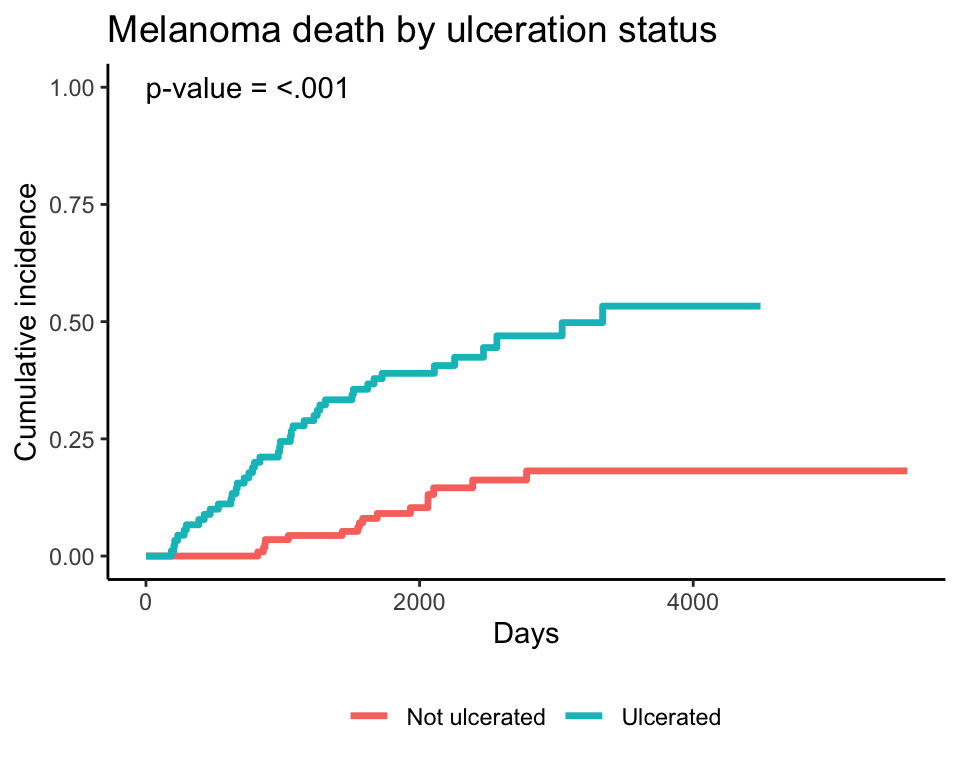 Melanoma death by ulceration status
p-value = <.001
Cumulative incidence
1.00
0.75
0.50
0.25
0.00
0 2000 4000
Days
Not ulcerated Ulcerated